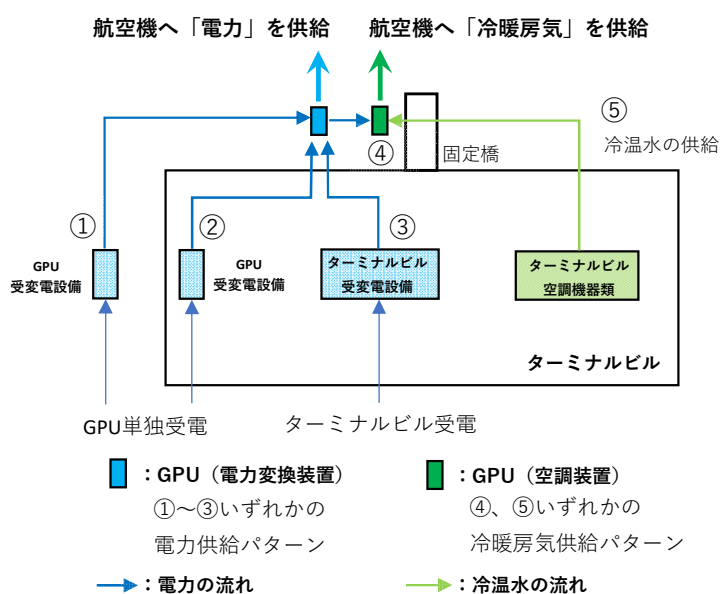 航空機へ「電力」を供給
航空機へ「冷暖房気」を供給
⑤
冷温水の供給
④
固定橋
①
②
③
GPU
受変電設備
GPU
受変電設備
ターミナルビル
受変電設備
ターミナルビル
空調機器類
ターミナルビル
GPU単独受電
ターミナルビル受電
：GPU（電力変換装置）
①～③いずれかの
電力供給パターン
：GPU（空調装置）
④、⑤いずれかの
冷暖房気供給パターン
：電力の流れ
：冷温水の流れ